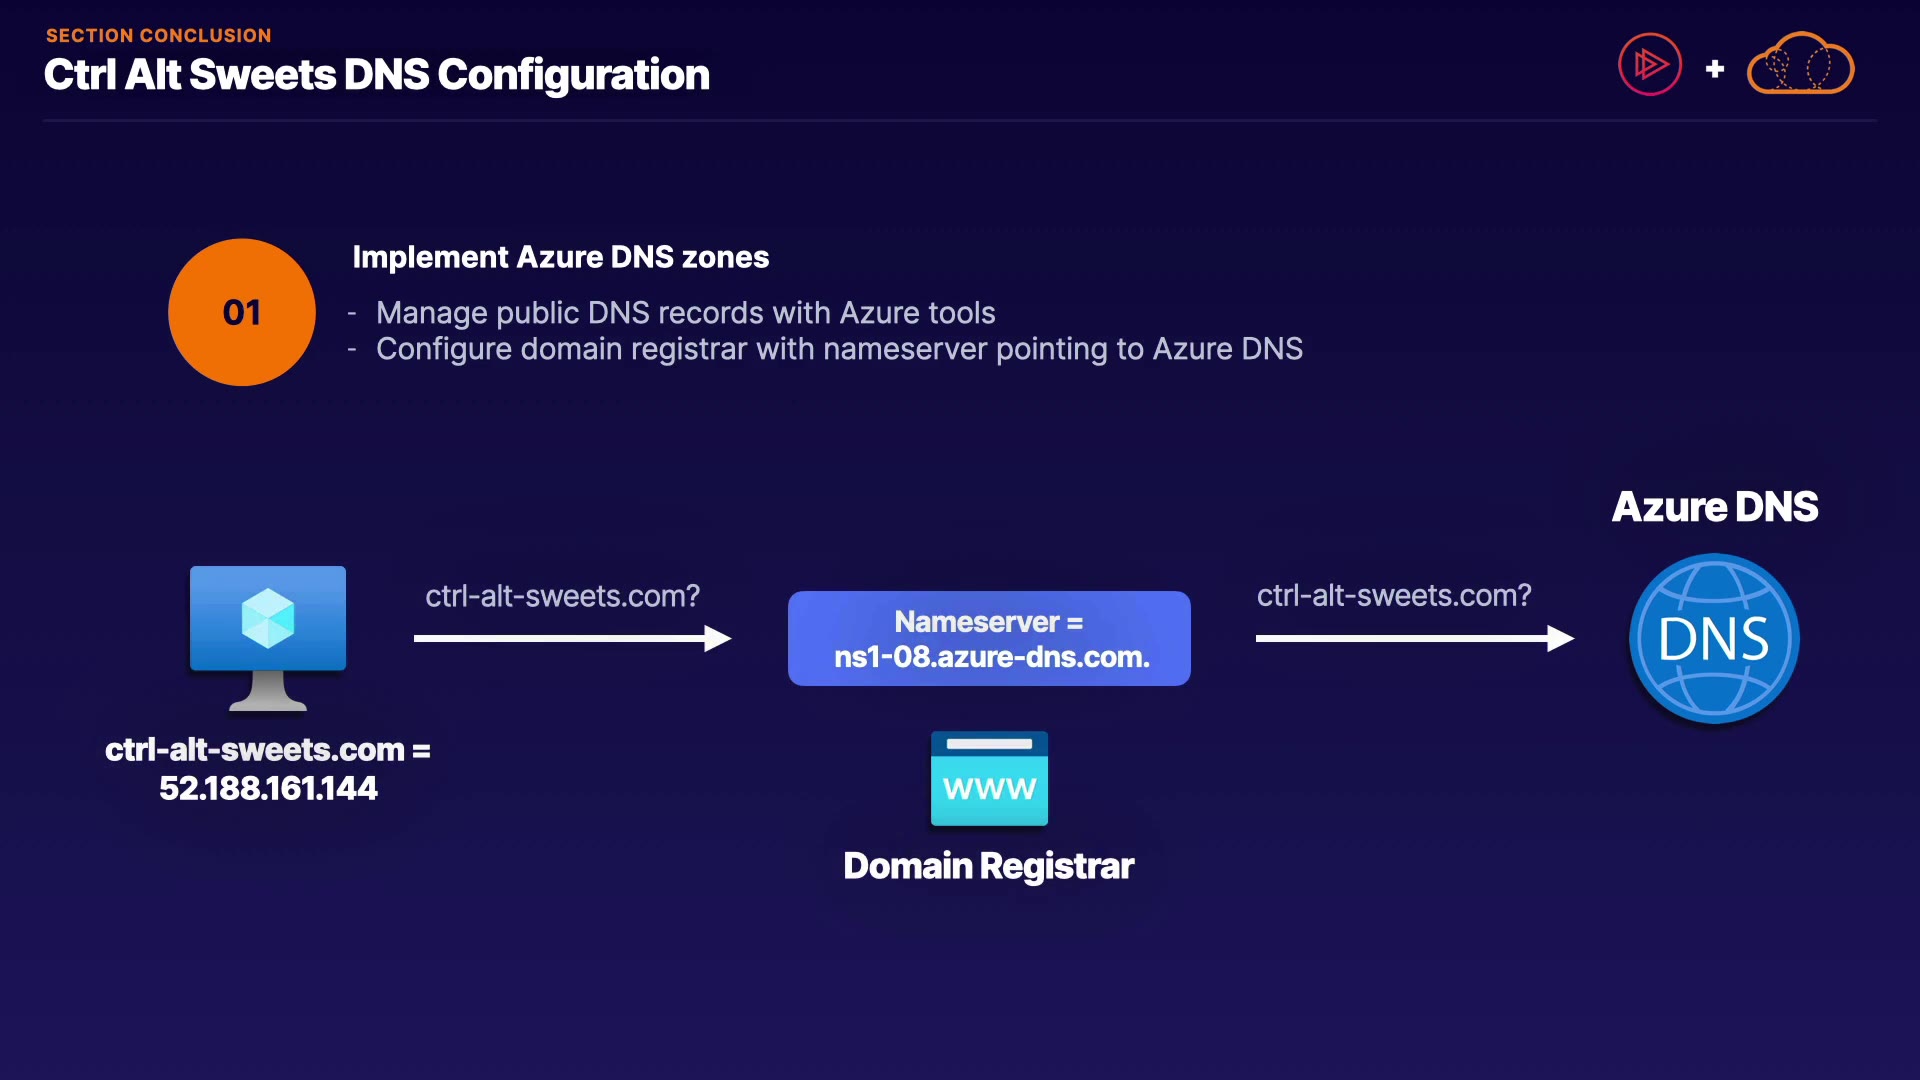 SECTION CONCLUSION
Ctrl Alt Sweets DNS Configuration
01
Implement Azure DNS zones
- Manage public DNS records with Azure tools
- Configure domain registrar with nameserver pointing to Azure DNS
Azure DNS
ctrl-alt-sweets.com?
Nameserver =
ns1-08.azure-dns.com.
ctrl-alt-sweets.com?
DNS
ctrl-alt-sweets.com =
52.188.161.144
www
Domain Registrar